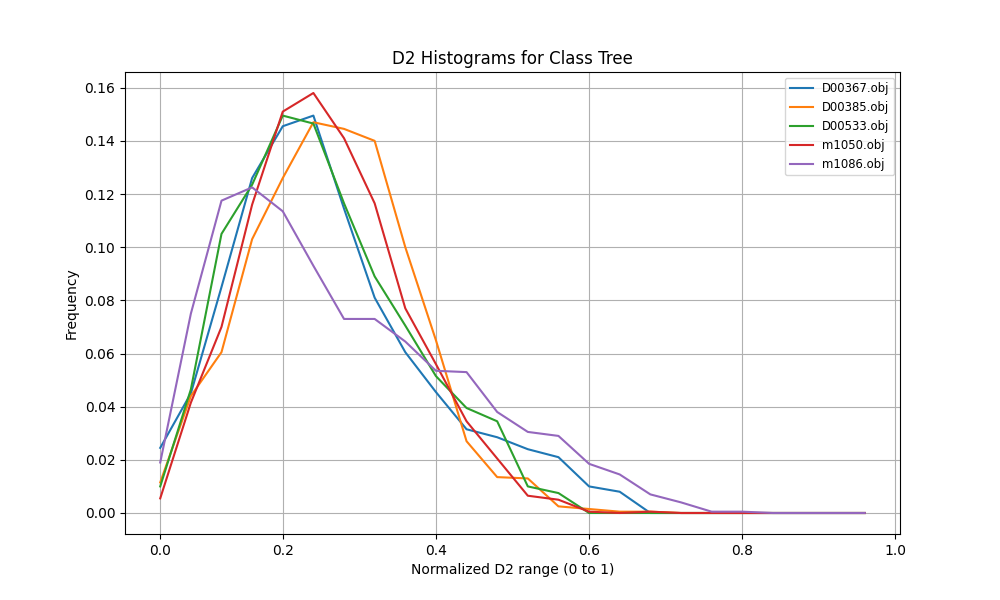 D2 Histograms for Class Tree
D00367.obj
D00385.obj
D00533.obj
m1050.obj
m1086.obj
Frequency
0.16
0.14
0.12
0.10
0.08
0.06
0.04
0.02
0.00
0.0 0.2 0.4 0.6 0.8 1.0
Normalized D2 range (0 to 1)